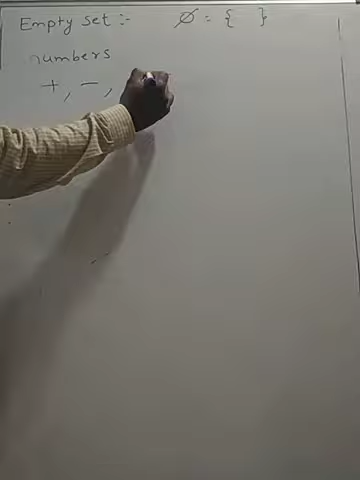 Empty set :- Ø = { }
numbers
+, -,